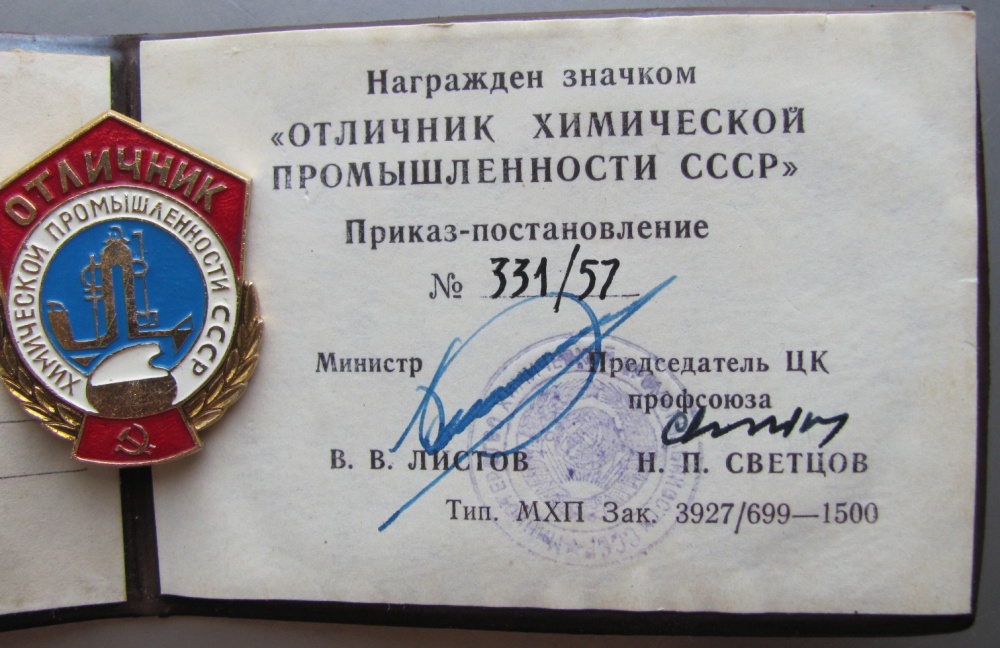 ОТЛИЧНИК
ХИМИЧЕСКОЙ ПРОМЫШЛЕННОСТИ СССР
Награжден значком
«ОТЛИЧНИК ХИМИЧЕСКОЙ
ПРОМЫШЛЕННОСТИ СССР»
Приказ-постановление
№ 331/57
Министр
Председатель ЦК
профсоюза
В. В. ЛИСТОВ
Н. П. СВЕТЦОВ
Тип. МХП Зак. 3927/699—1500